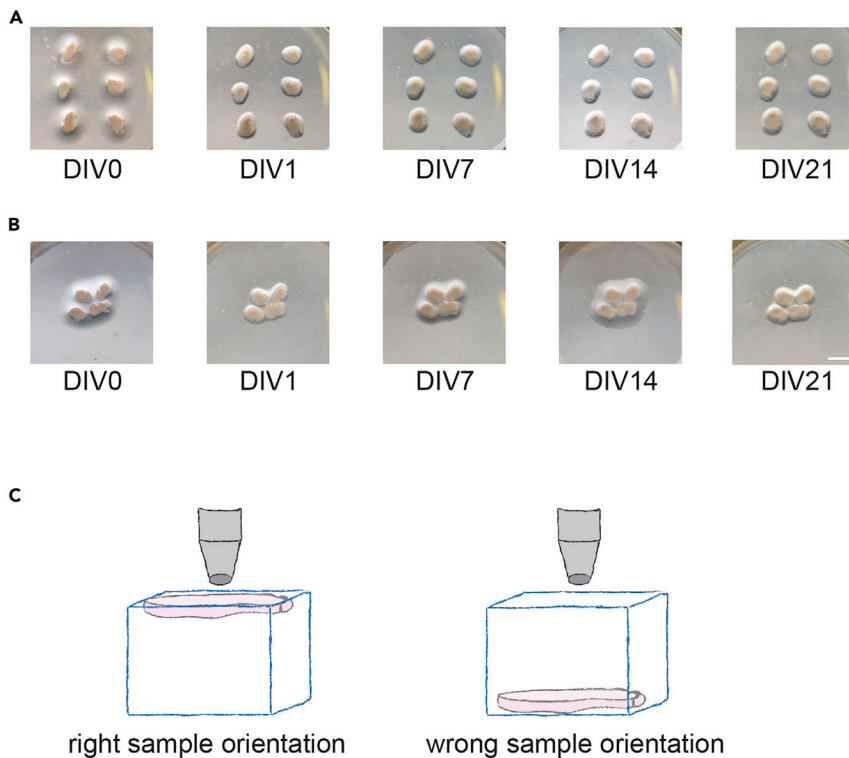 A
DIV0 DIV1 DIV7 DIV14 DIV21
B
DIV0 DIV1 DIV7 DIV14 DIV21
C
right sample orientation wrong sample orientation